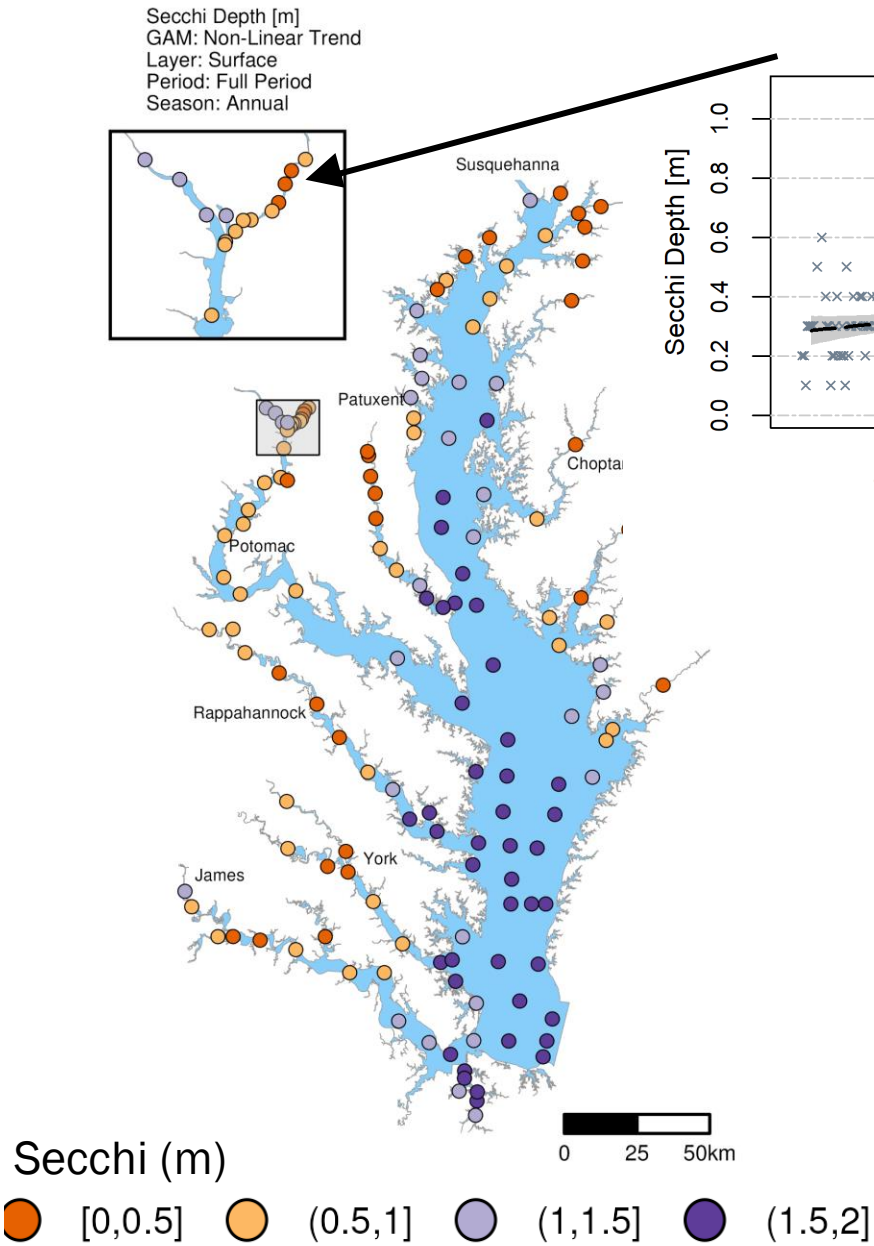 Secchi Depth [m]
GAM: Non-Linear Trend
Layer: Surface
Period: Full Period
Season: Annual
Secchi Depth [m]
1.0
0.8
0.6
0.4
0.2
0.0
Susquehanna
Patuxent
Chopta
Potomac
Rappahannock
York
James
0 25 50km
Secchi (m)
[0,0.5] (0.5,1] (1,1.5] (1.5,2]